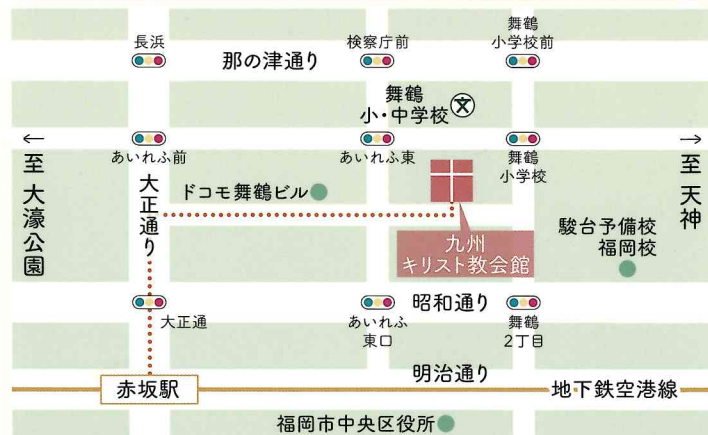 長浜
検察庁前
舞鶴
小学校前
那の津通り
舞鶴
小・中学校
文
←
至 大濠公園
あいれふ前
あいれふ東
舞鶴
小学校
→
至 天神
大正通り
ドコモ舞鶴ビル
九州
キリスト教会館
駿台予備校
福岡校
大正通
あいれふ
東口
昭和通り
舞鶴
2丁目
明治通り
赤坂駅
地下鉄空港線
福岡市中央区役所